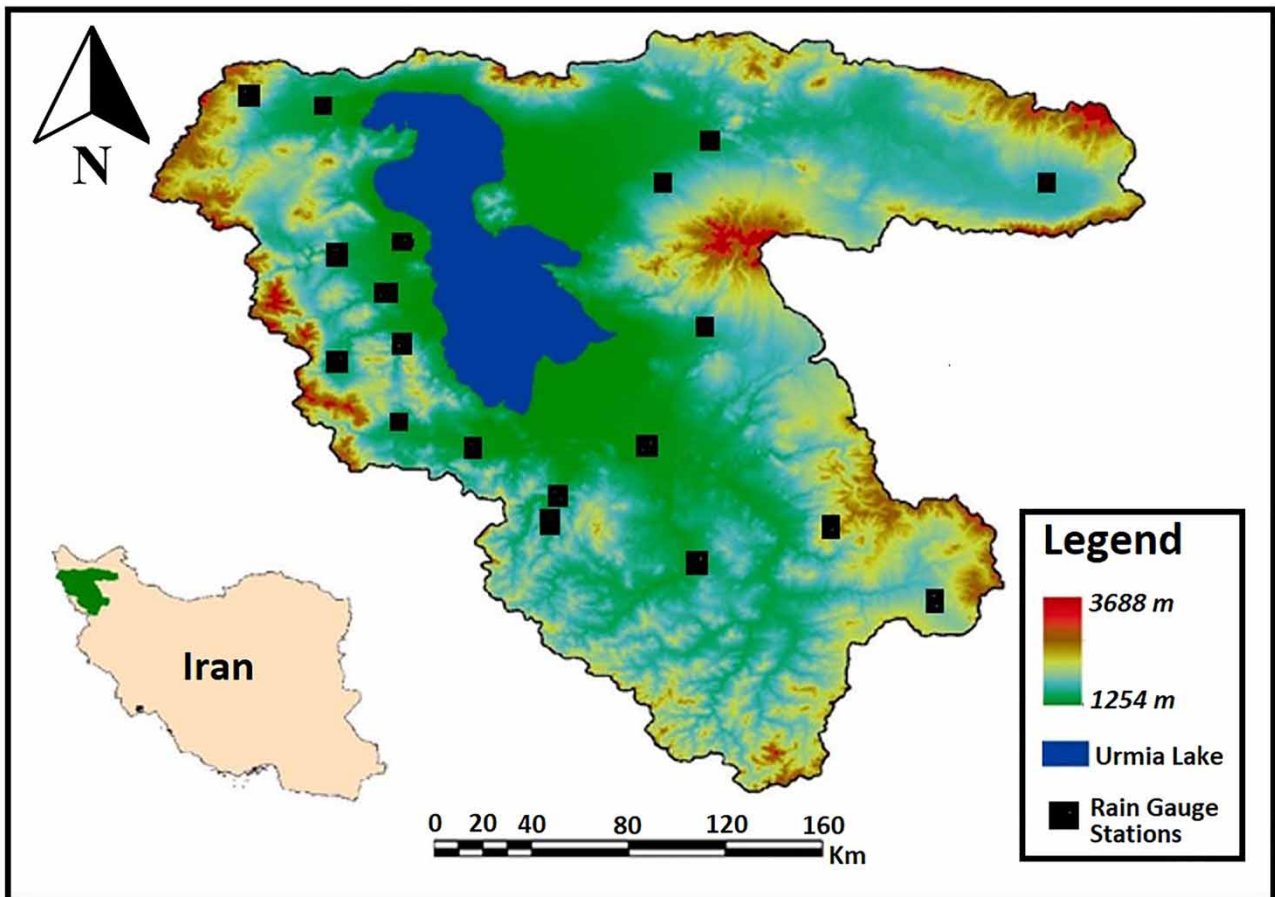 N
Iran
0 20 40 80 120 160
Km
Legend
3688 m
1254 m
Urmia Lake
Rain Gauge
Stations